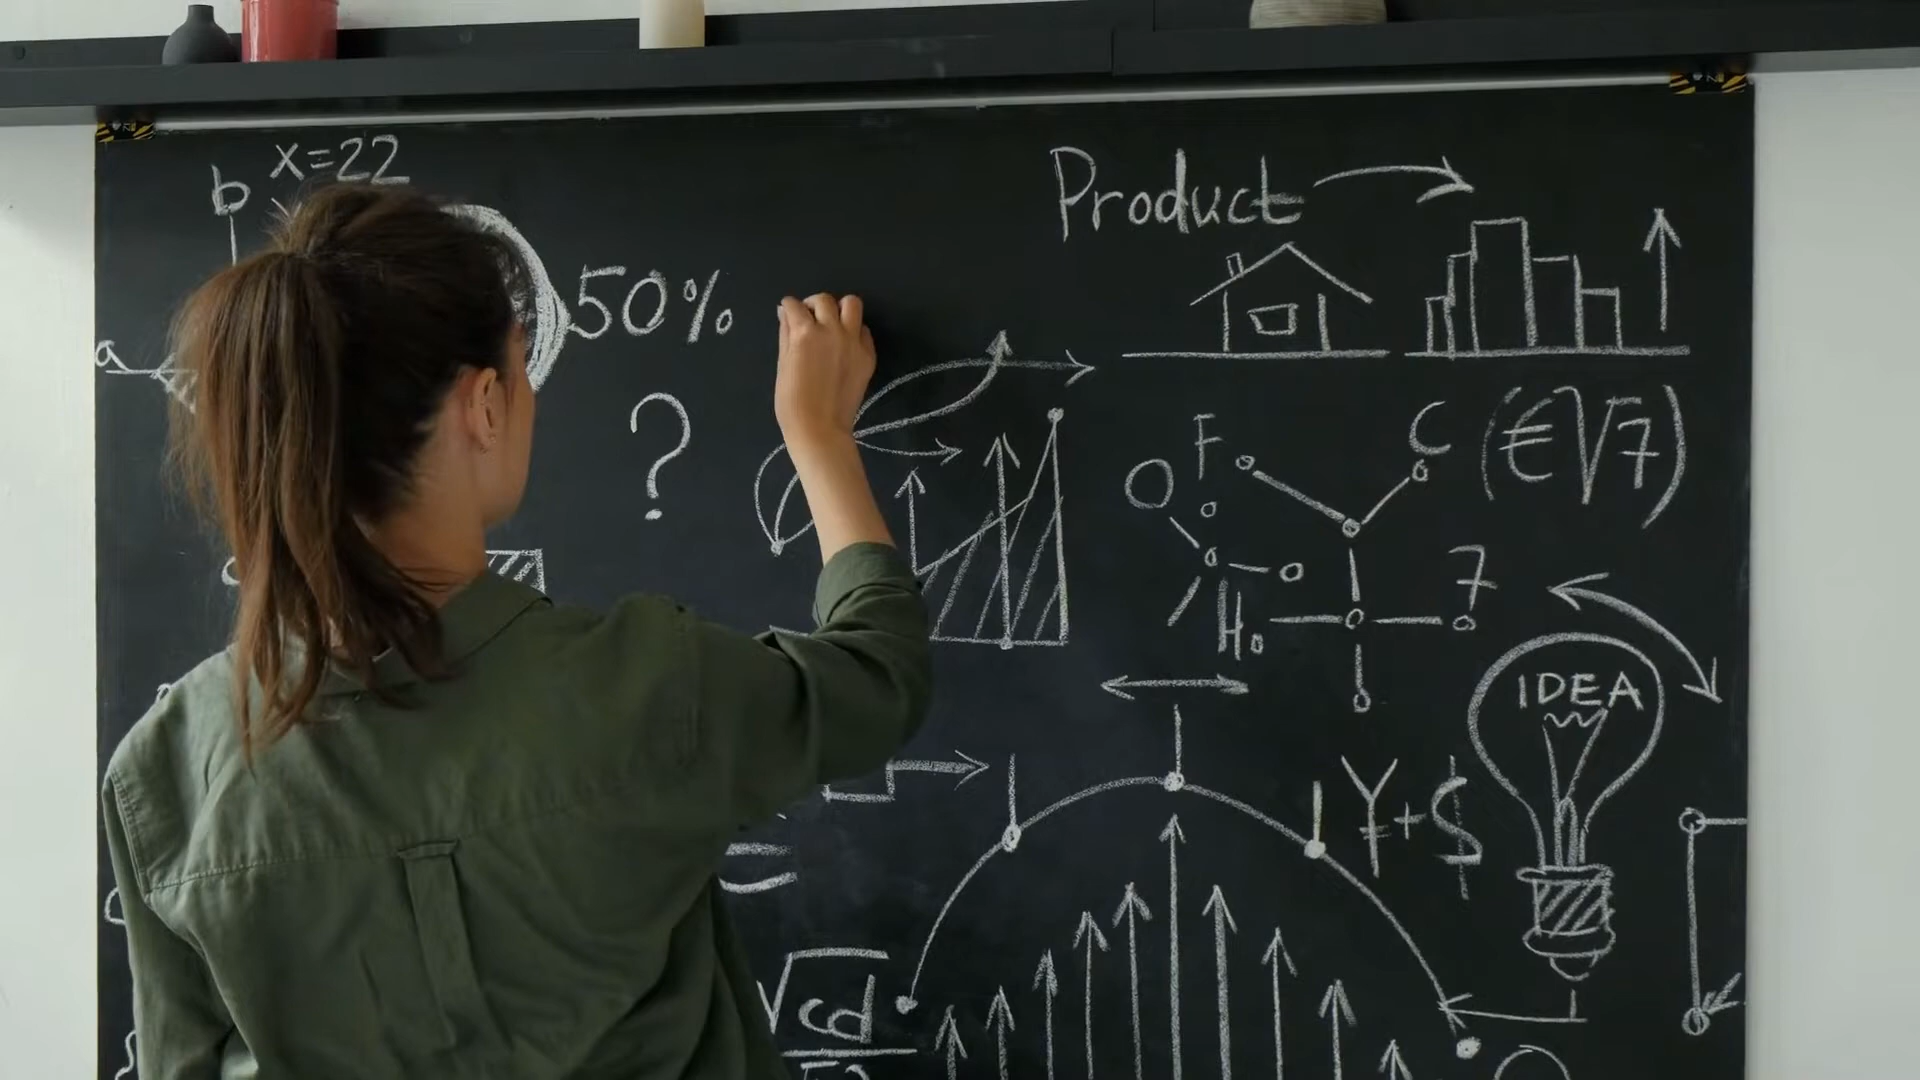 x=22
b
Product
50%
a
?
F
C
(€√7)
O
7
H
IDEA
¥+$
=
√cd